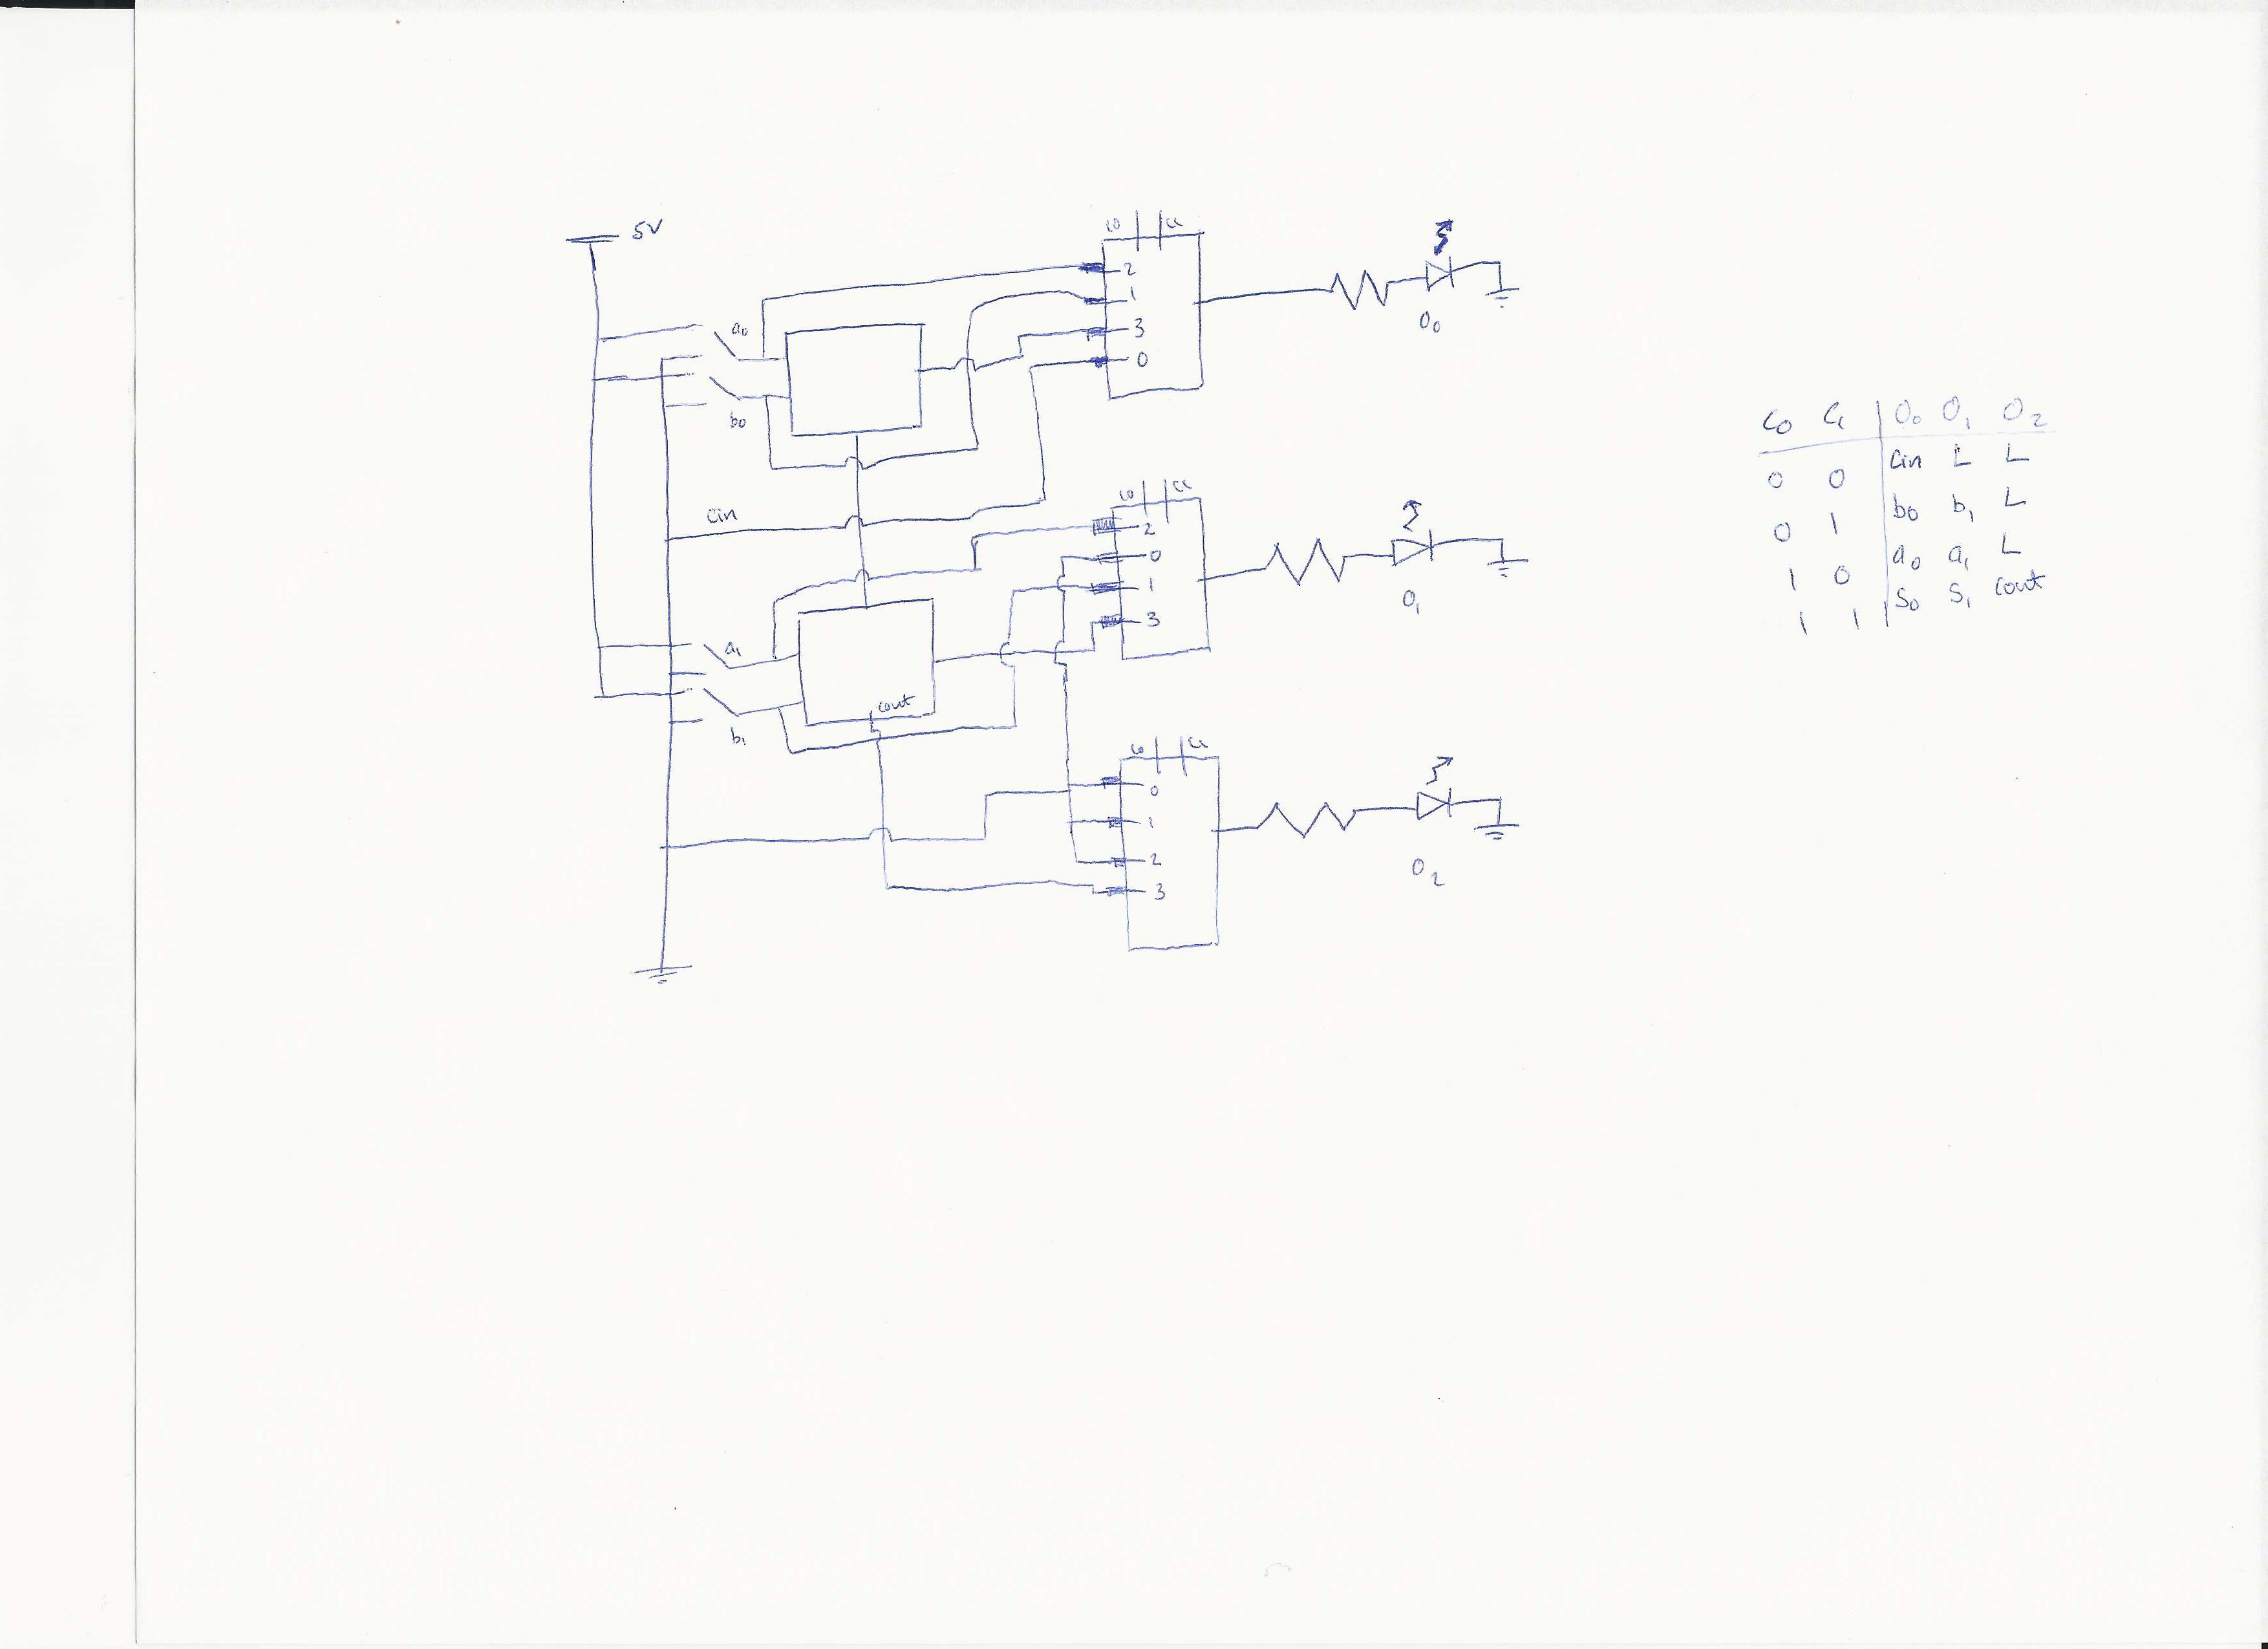 5V
c0 c1
2
1
3
0
a0
b0
O0
cin
c0 c1
2
0
1
3
O1
a1
b1
cout
c0 c1
0
1
2
3
O2
C0 C1 O0 O1 O2
0 0 Cin L L
0 1 b0 b1 L
1 0 a0 a1 L
1 1 S0 S1 cout